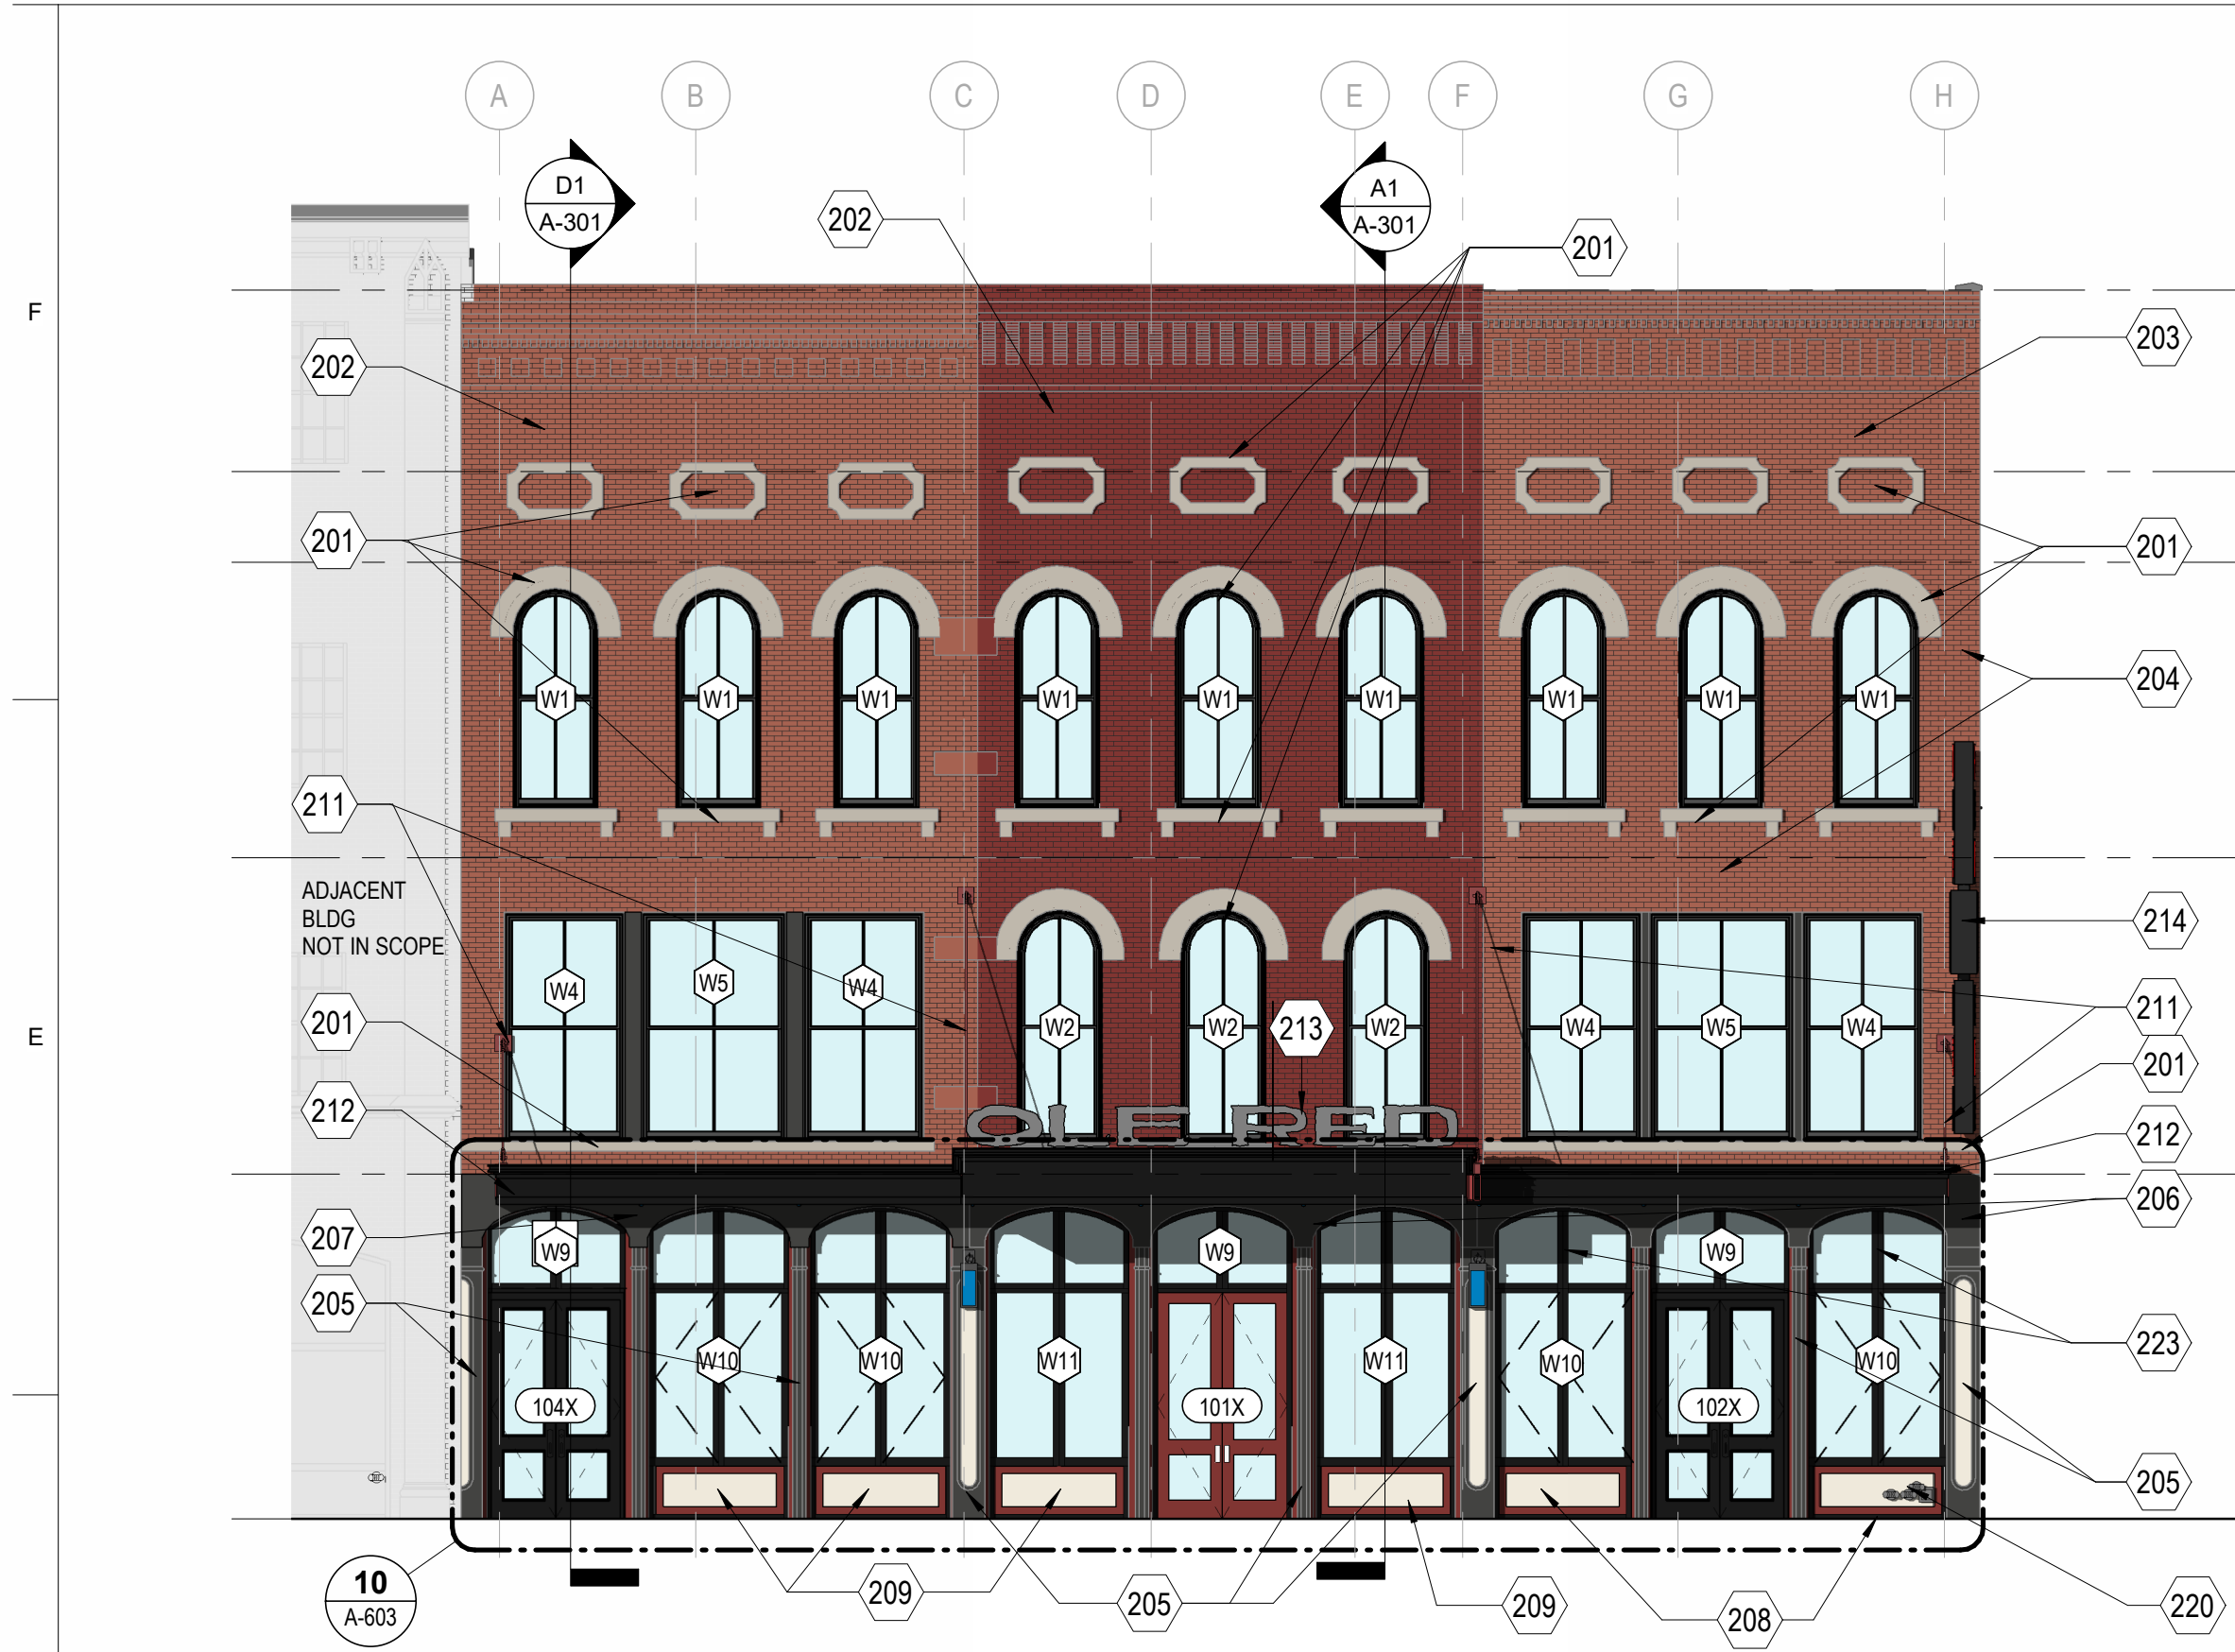 A B C D E F G H
D1
A-301
A1
A-301
202
201
F
202
203
201
201
W1 W1 W1 W1 W1 W1 W1 W1 W1
204
211
ADJACENT
BLDG
NOT IN SCOPE
214
W4 W5 W4 W2 W2 213 W2 W4 W5 W4
211
201
E
201
212
OLE RED
212
206
207
W9 W9 W9
205
223
W10 W10 W11 W11 W10 W10
104X 101X 102X
205
10
A-603
209
205
209
208
220